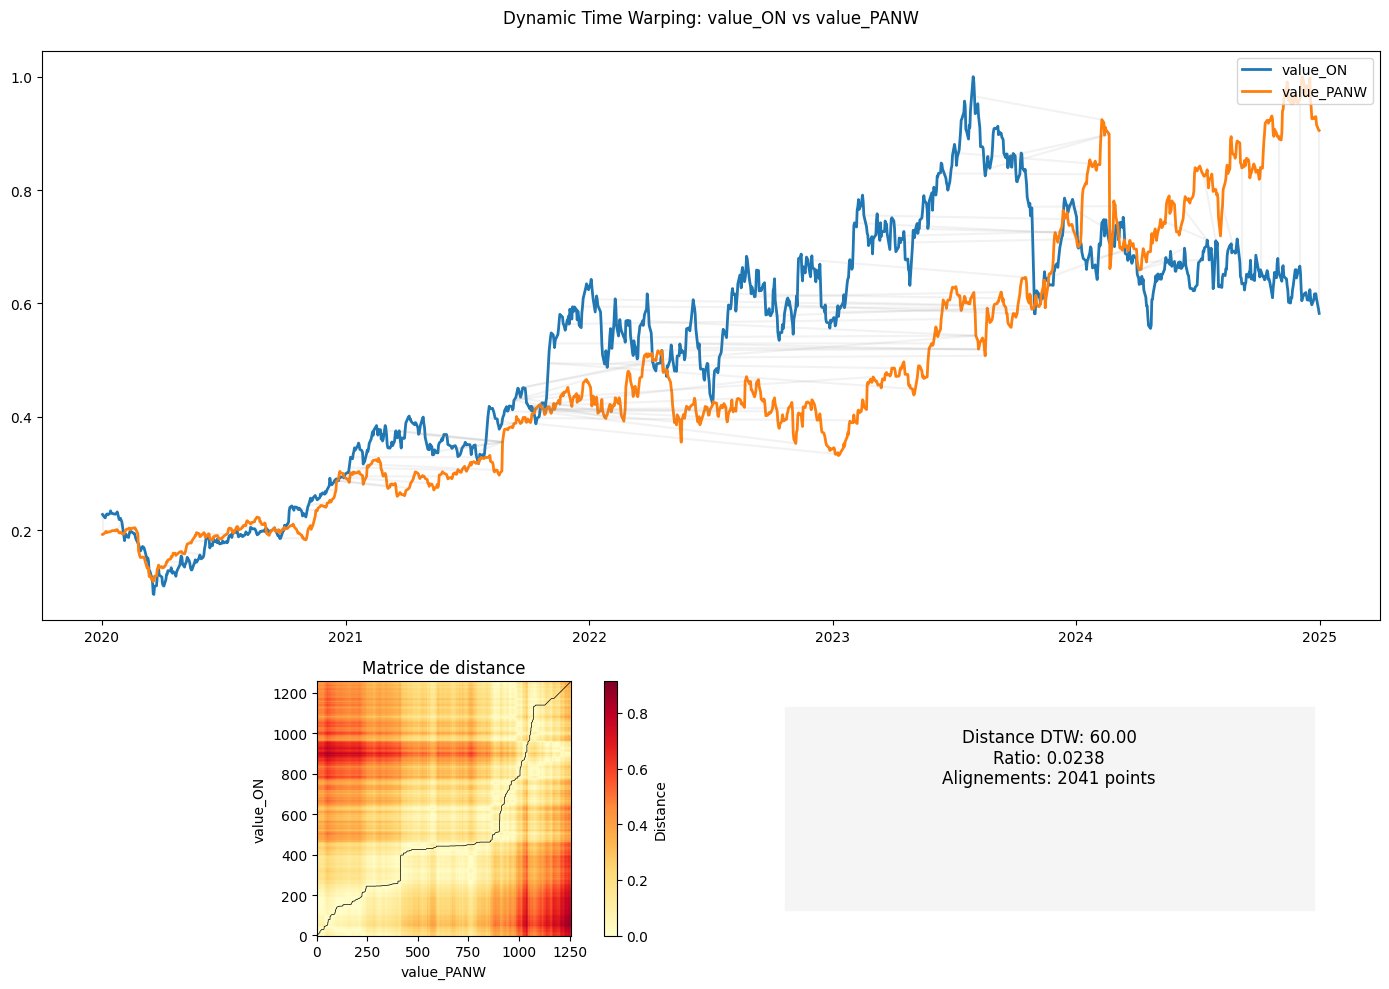 Dynamic Time Warping: value_ON vs value_PANW
value_ON
value_PANW
1.0
0.8
0.6
0.4
0.2
2020 2021 2022 2023 2024 2025
Matrice de distance
value_ON
1200
1000
800
600
400
200
0
0 250 500 750 1000 1250
value_PANW
0.8
0.6
0.4
0.2
0.0
Distance
Distance DTW: 60.00
Ratio: 0.0238
Alignements: 2041 points